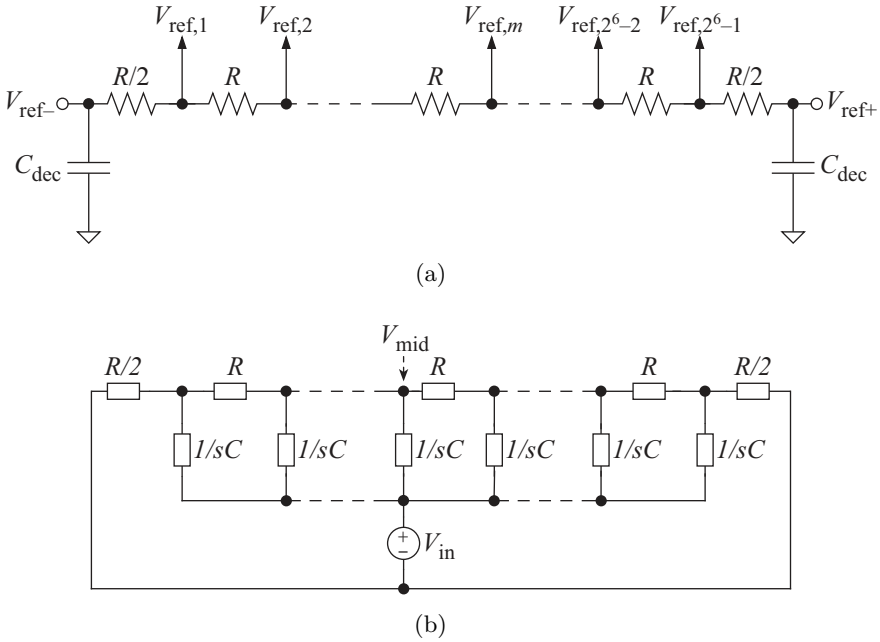 V_ref,1 V_ref,2 V_ref,m V_ref,2^6–2 V_ref,2^6–1
R/2 R R R R/2
V_ref– V_ref+
C_dec C_dec
(a)
V_mid
R/2 R R R R/2
1/sC 1/sC 1/sC 1/sC 1/sC 1/sC
+
– V_in
(b)